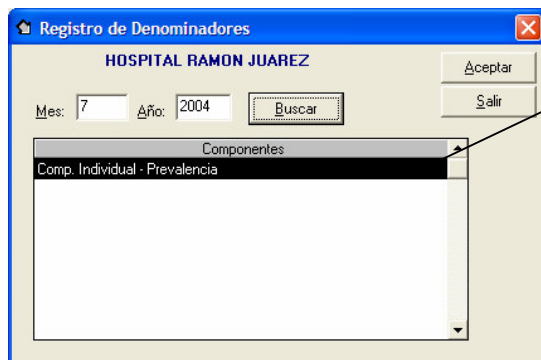 Registro de Denominadores
HOSPITAL RAMON JUAREZ
Aceptar
Mes: 7 Año: 2004 Buscar
Salir
Componentes
Comp. Individual - Prevalencia